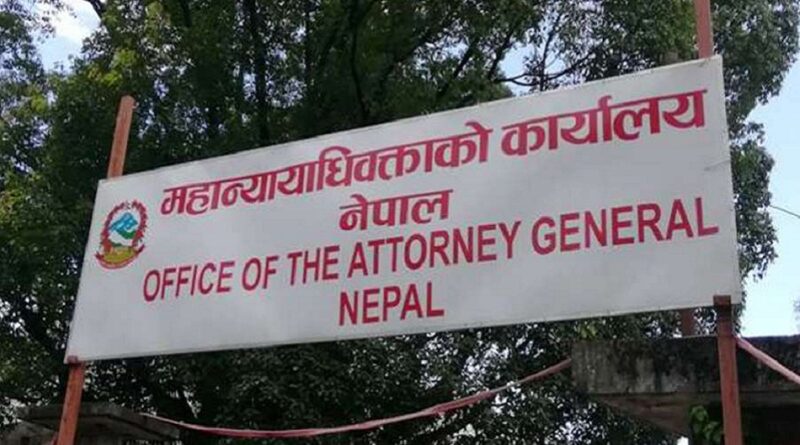 महान्यायाधिवक्ताको कार्यालय
नेपाल
OFFICE OF THE ATTORNEY GENERAL
NEPAL